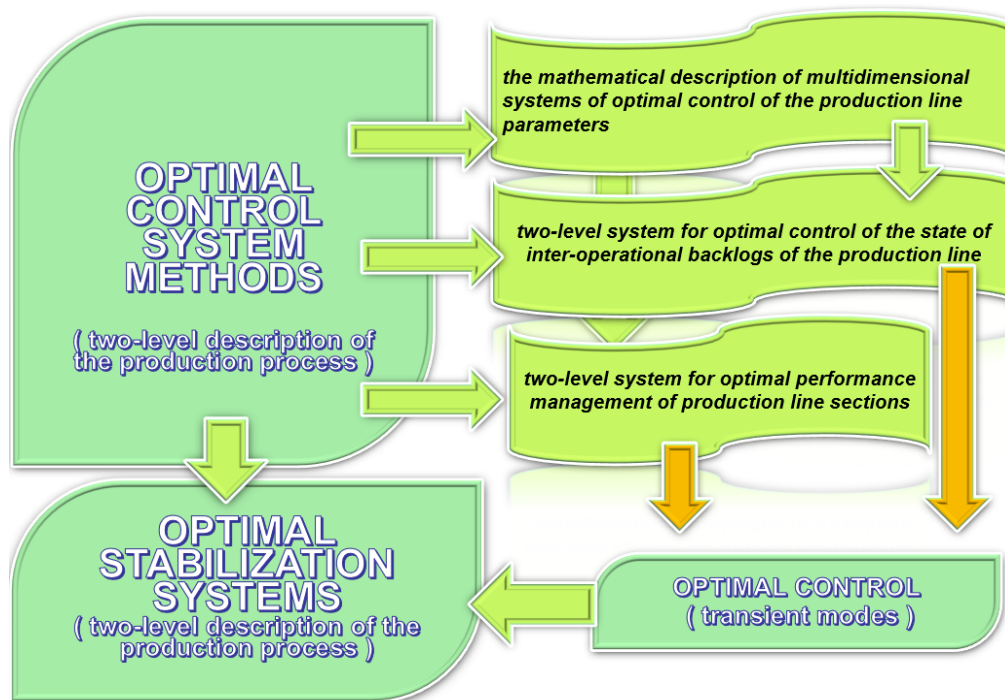 OPTIMAL
CONTROL
SYSTEM
METHODS
( two-level description of
the production process )
the mathematical description of multidimensional
systems of optimal control of the production line
parameters
two-level system for optimal control of the state of
inter-operational backlogs of the production line
two-level system for optimal performance
management of production line sections
OPTIMAL
STABILIZATION
SYSTEMS
( two-level description of the
production process )
OPTIMAL CONTROL
( transient modes )